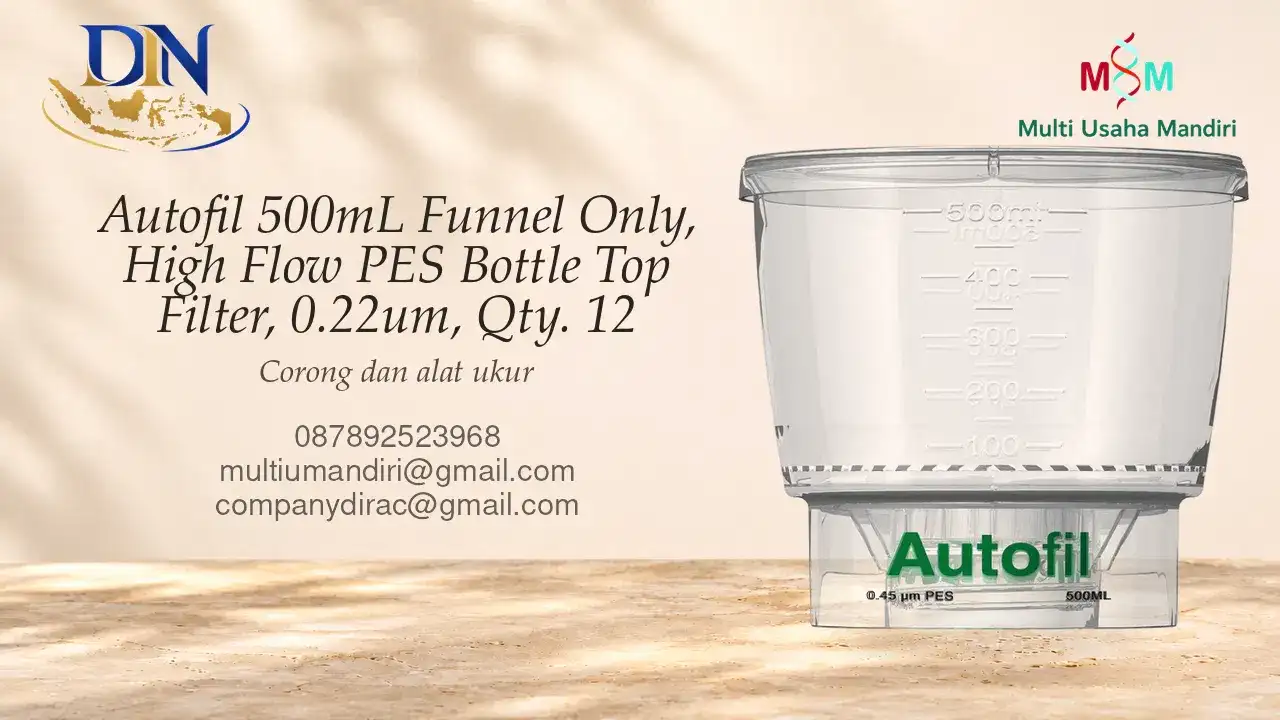 DIN
MSM
Multi Usaha Mandiri
Autofil 500mL Funnel Only,
High Flow PES Bottle Top
Filter, 0.22um, Qty. 12
Corong dan alat ukur
087892523968
multiumandiri@gmail.com
companydirac@gmail.com
500ml
400
300
200
100
Autofil
0.45 µm PES 500ML